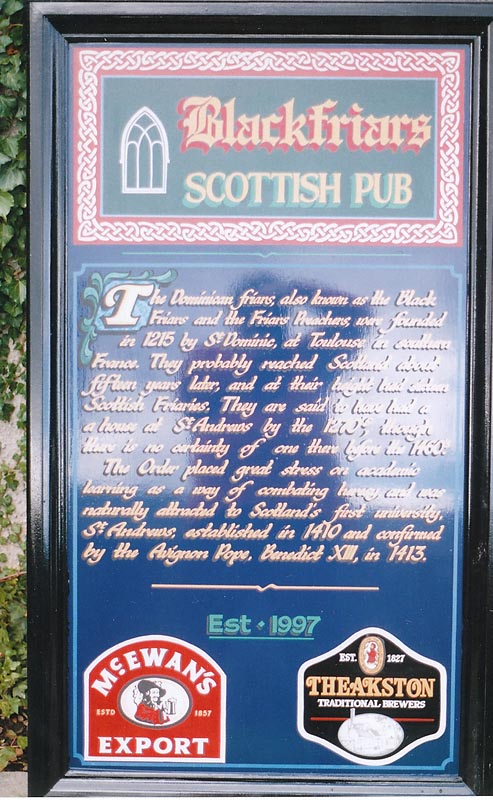 Blackfriars
SCOTTISH PUB
The Dominican friars, also known as the Black
Friars and the Friars Preachers, were founded
in 1215 by St Dominic, at Toulouse in southern
France. They probably reached Scotland about
fifteen years later, and at their height had sixteen
Scottish Friaries. They are said to have had a
a house at St Andrews by the 1270's though
there is no certainty of one there before the 1460's
The Order placed great stress on academic
learning as a way of combating heresy and was
naturally attracted to Scotland's first university,
St Andrews, established in 1410 and confirmed
by the Avignon Pope, Benedict XIII, in 1413.
Est · 1997
McEWAN'S
ESTD 1857
EXPORT
EST. 1827
THEAKSTON
TRADITIONAL BREWERS